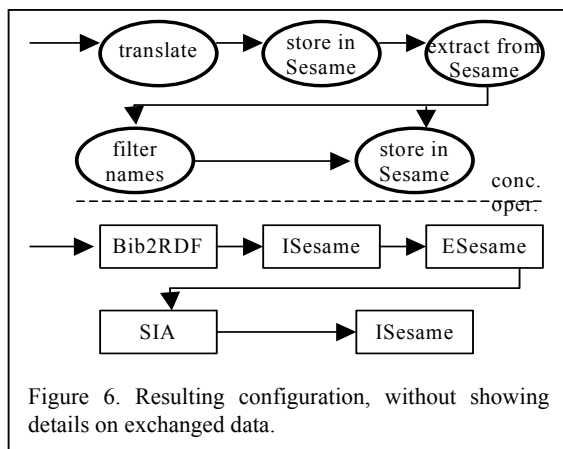 translate
store in
Sesame
extract from
Sesame
filter
names
store in
Sesame
conc.
oper.
Bib2RDF
ISesame
ESesame
SIA
ISesame
Figure 6. Resulting configuration, without showing
details on exchanged data.